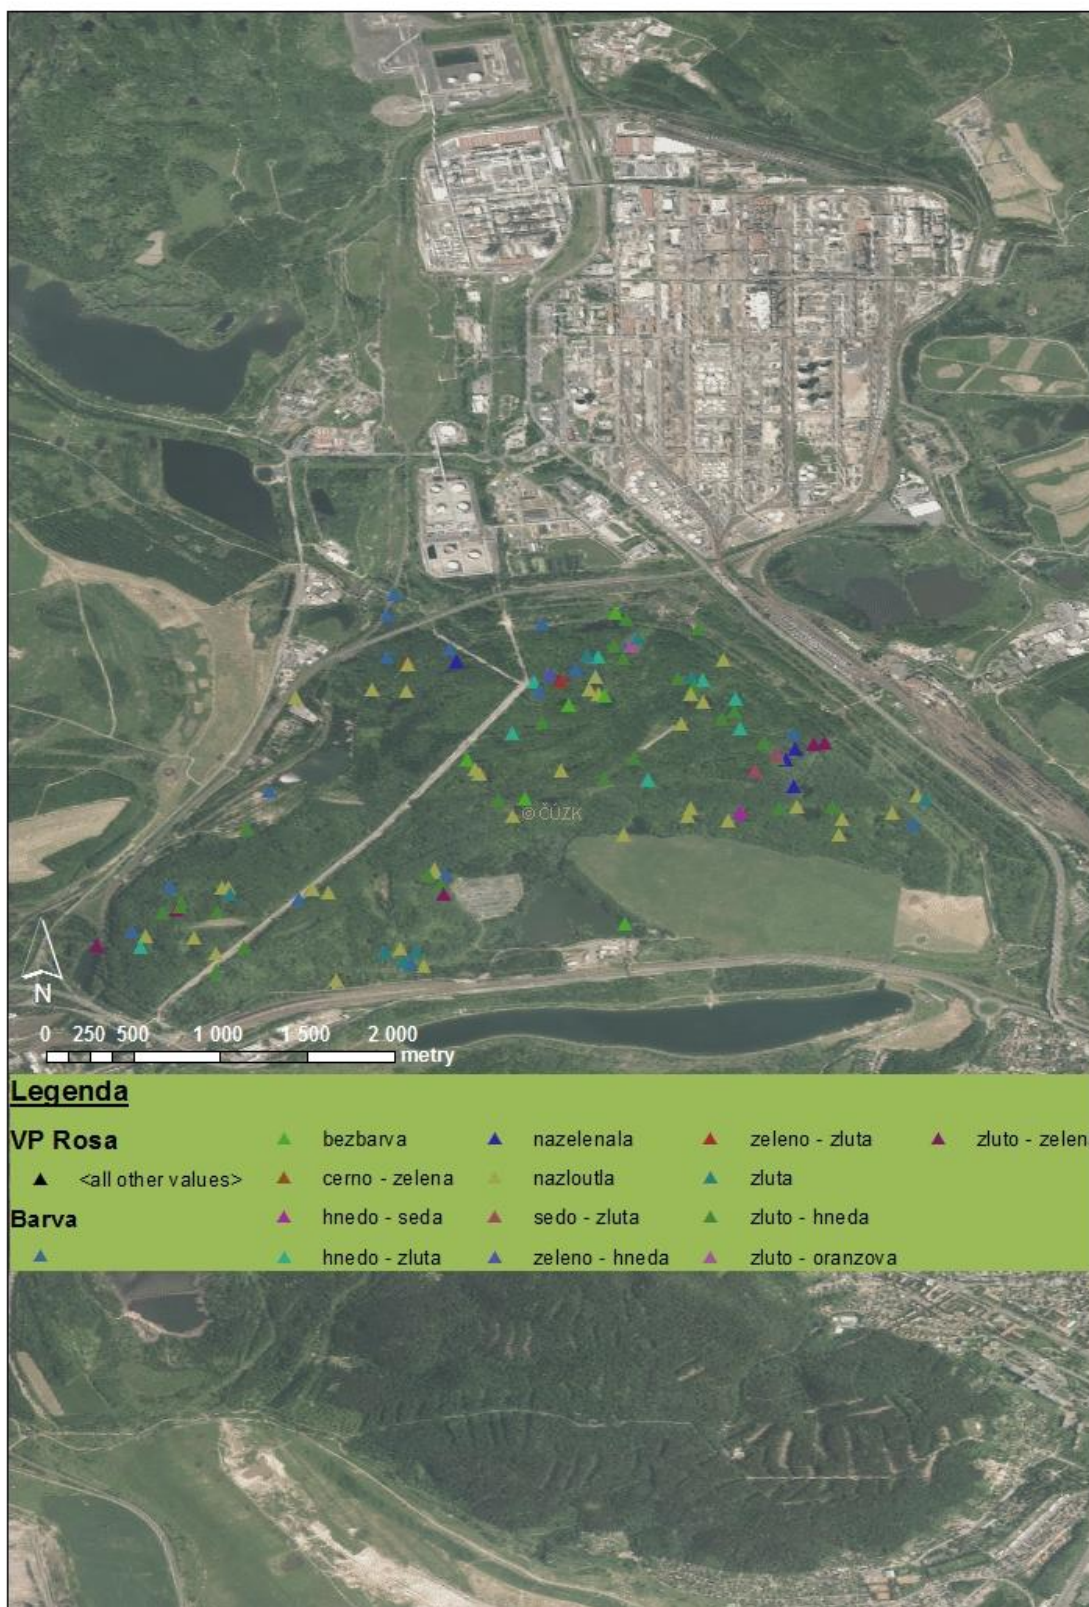 © ČÚZK
N
0 250 500 1 000 1 500 2 000
metry
Legenda
VP Rosa
<all other values>
Barva
bezbarva
cerno - zelena
hnedo - seda
hnedo - zluta
nazelenala
nazloutla
sedo - zluta
zeleno - hneda
zeleno - zluta
zluta
zluto - hneda
zluto - oranzova
zluto - zelen